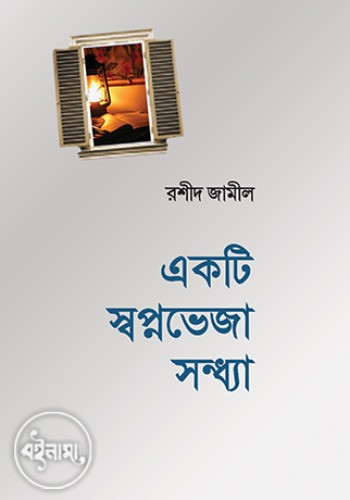 রশীদ জামীল
একটি
স্বপ্নভেজা
সন্ধ্যা
বইনামা